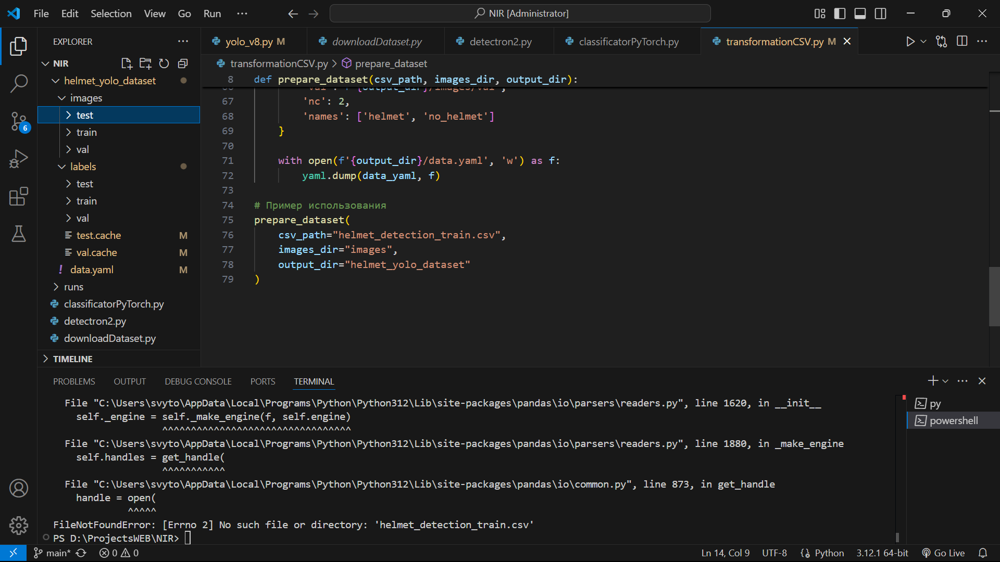 File Edit Selection View Go Run
NIR [Administrator]
EXPLORER
NIR
helmet_yolo_dataset
images
test
train
val
labels
test
train
val
test.cache M
val.cache M
data.yaml M
runs
classificatorPyTorch.py
detectron2.py
downloadDataset.py
TIMELINE
6
yolo_v8.py M
downloadDataset.py
detectron2.py
classificatorPyTorch.py
transformationCSV.py M
transformationCSV.py > prepare_dataset
8 def prepare_dataset(csv_path, images_dir, output_dir):
67 'nc': 2,
68 'names': ['helmet', 'no_helmet']
69 }
70
71 with open(f'{output_dir}/data.yaml', 'w') as f:
72 yaml.dump(data_yaml, f)
73
74 # Пример использования
75 prepare_dataset(
76 csv_path="helmet_detection_train.csv",
77 images_dir="images",
78 output_dir="helmet_yolo_dataset"
79 )
PROBLEMS OUTPUT DEBUG CONSOLE PORTS TERMINAL
File "C:\Users\svyto\AppData\Local\Programs\Python\Python312\Lib\site-packages\pandas\io\parsers\readers.py", line 1620, in __init__
self._engine = self._make_engine(f, self.engine)
^^^^^^^^^^^^^^^^^^^^^^^^^^^^^^^^^
File "C:\Users\svyto\AppData\Local\Programs\Python\Python312\Lib\site-packages\pandas\io\parsers\readers.py", line 1880, in _make_engine
self.handles = get_handle(
^^^^^^^^^^^
File "C:\Users\svyto\AppData\Local\Programs\Python\Python312\Lib\site-packages\pandas\io\common.py", line 873, in get_handle
handle = open(
^^^^^
FileNotFoundError: [Errno 2] No such file or directory: 'helmet_detection_train.csv'
PS D:\ProjectsWEB\NIR>
py
powershell
main* 0 0
Ln 14, Col 9 UTF-8 Python 3.12.1 64-bit Go Live